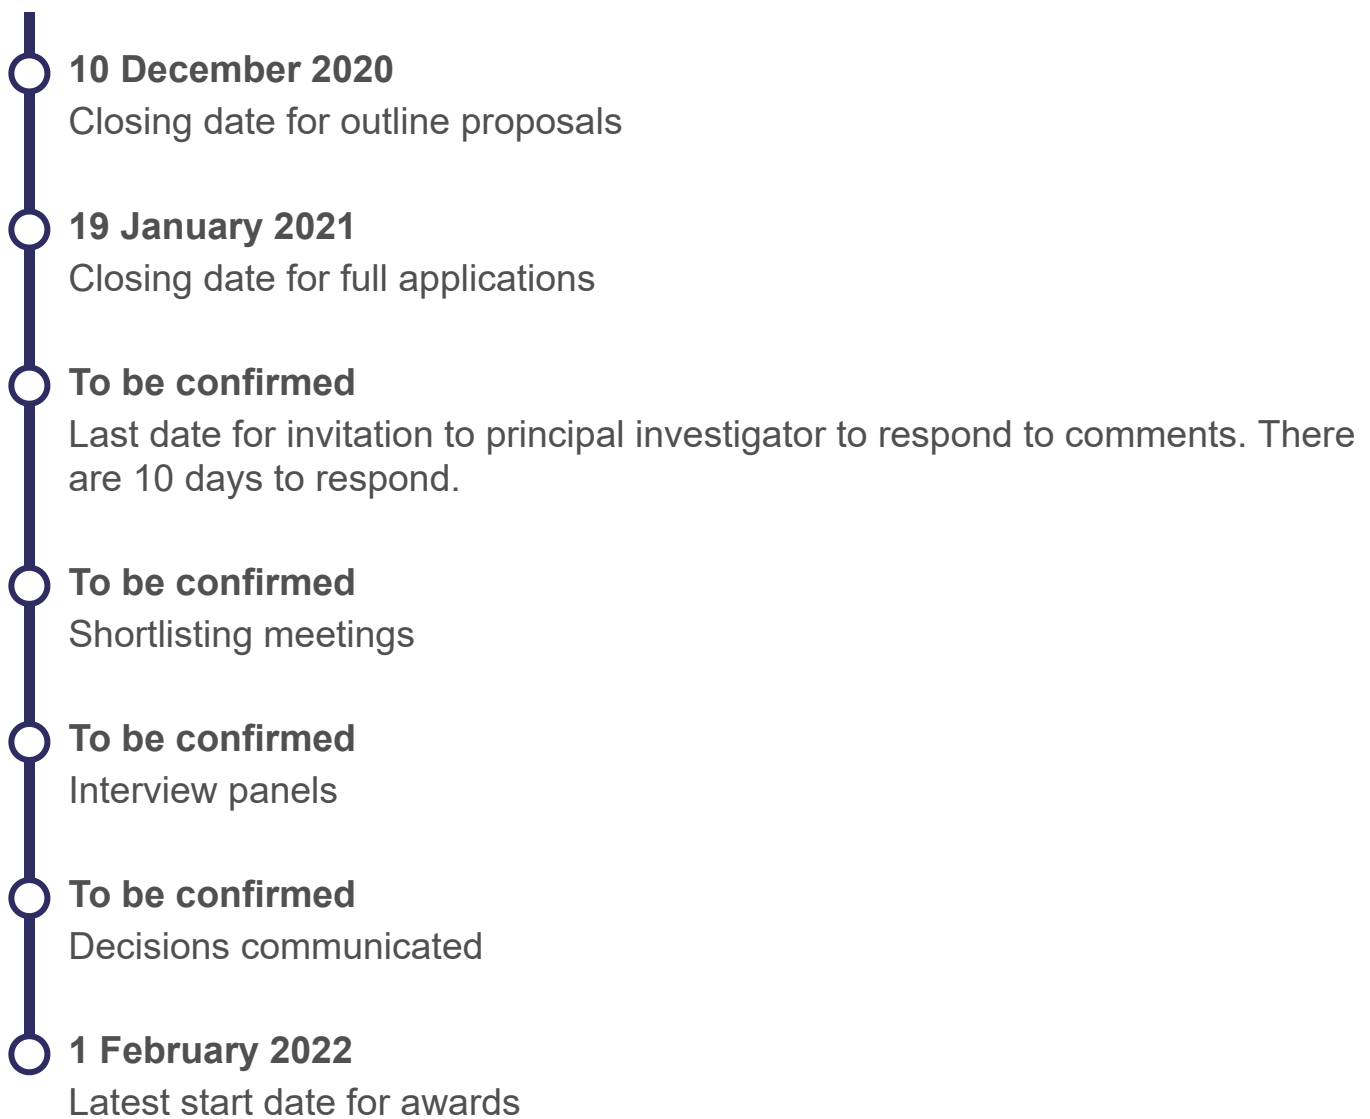 10 December 2020
Closing date for outline proposals
19 January 2021
Closing date for full applications
To be confirmed
Last date for invitation to principal investigator to respond to comments. There
are 10 days to respond.
To be confirmed
Shortlisting meetings
To be confirmed
Interview panels
To be confirmed
Decisions communicated
1 February 2022
Latest start date for awards